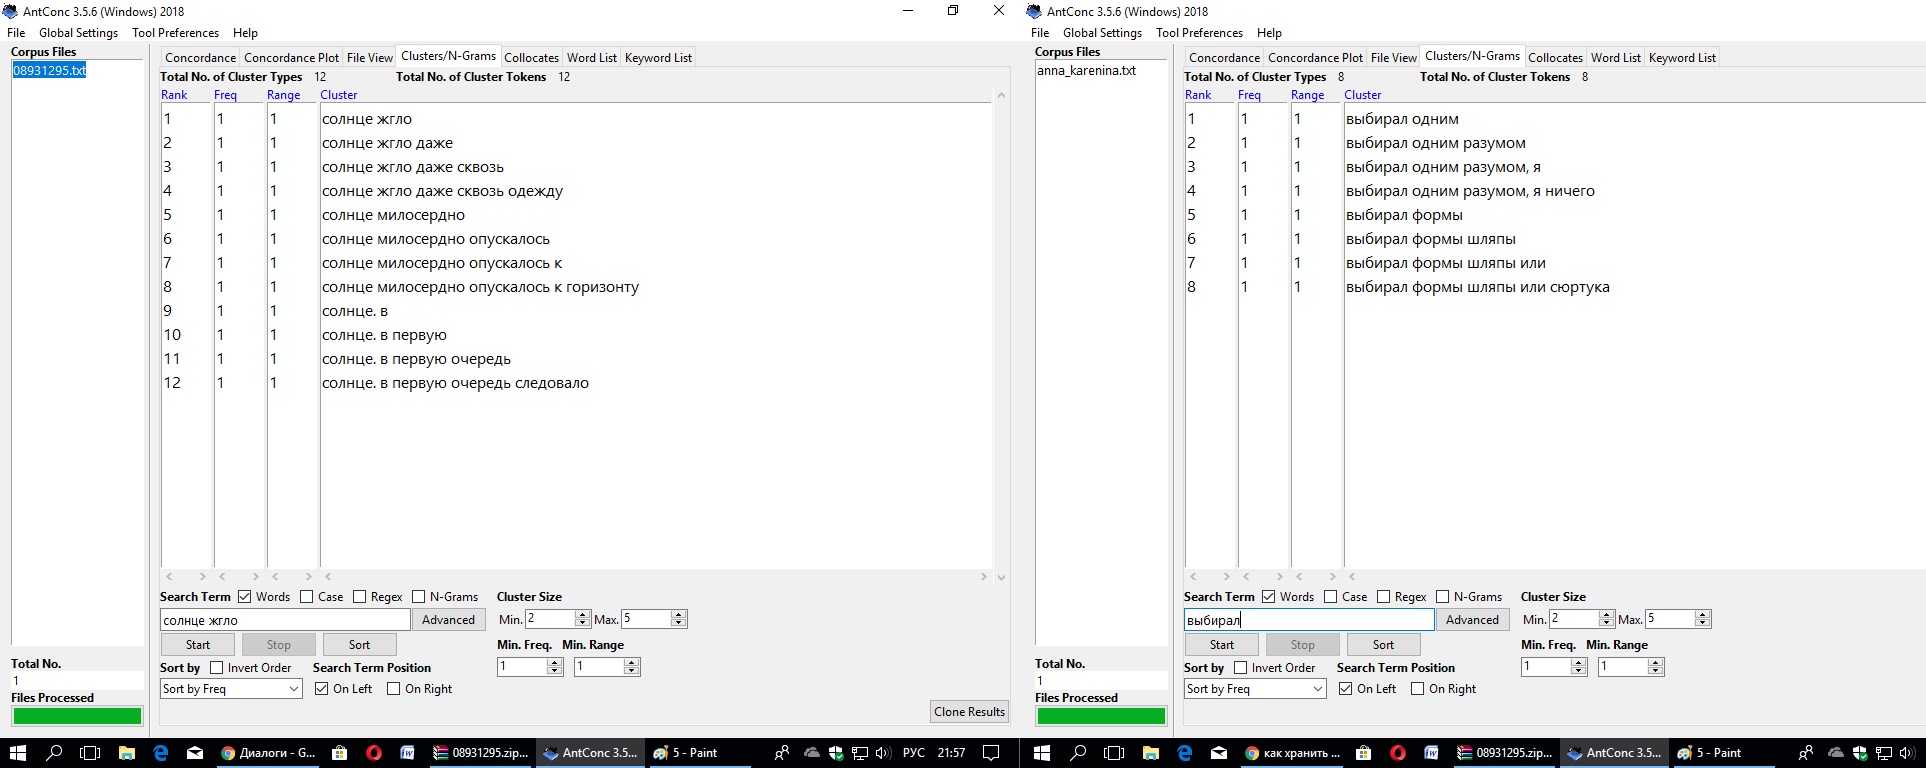 AntConc 3.5.6 (Windows) 2018
File Global Settings Tool Preferences Help
Corpus Files
08931295.txt
Concordance Concordance Plot File View Clusters/N-Grams Collocates Word List Keyword List
Total No. of Cluster Types 12 Total No. of Cluster Tokens 12
Rank Freq Range Cluster
1 1 1 солнце жгло
2 1 1 солнце жгло даже
3 1 1 солнце жгло даже сквозь
4 1 1 солнце жгло даже сквозь одежду
5 1 1 солнце милосердно
6 1 1 солнце милосердно опускалось
7 1 1 солнце милосердно опускалось к
8 1 1 солнце милосердно опускалось к горизонту
9 1 1 солнце. в
10 1 1 солнце. в первую
11 1 1 солнце. в первую очередь
12 1 1 солнце. в первую очередь следовало
Search Term Words Case Regex N-Grams Cluster Size
солнце жгло Advanced Min. 2 Max. 5
Start Stop Sort Min. Freq. Min. Range
Sort by Invert Order Search Term Position 1 1
Sort by Freq On Left On Right
Total No.
1
Files Processed
Clone Results
Диалоги - G... 08931295.zip... AntConc 3.5... 5 - Paint РУС 21:57
AntConc 3.5.6 (Windows) 2018
File Global Settings Tool Preferences Help
Corpus Files
anna_karenina.txt
Concordance Concordance Plot File View Clusters/N-Grams Collocates Word List Keyword List
Total No. of Cluster Types 8 Total No. of Cluster Tokens 8
Rank Freq Range Cluster
1 1 1 выбирал одним
2 1 1 выбирал одним разумом
3 1 1 выбирал одним разумом, я
4 1 1 выбирал одним разумом, я ничего
5 1 1 выбирал формы
6 1 1 выбирал формы шляпы
7 1 1 выбирал формы шляпы или
8 1 1 выбирал формы шляпы или сюртука
Search Term Words Case Regex N-Grams Cluster Size
выбирал Advanced Min. 2 Max. 5
Start Stop Sort Min. Freq. Min. Range
Sort by Invert Order Search Term Position 1 1
Sort by Freq On Left On Right
Total No.
1
Files Processed
как хранить ... 08931295.zip... AntConc 3.5... 5 - Paint